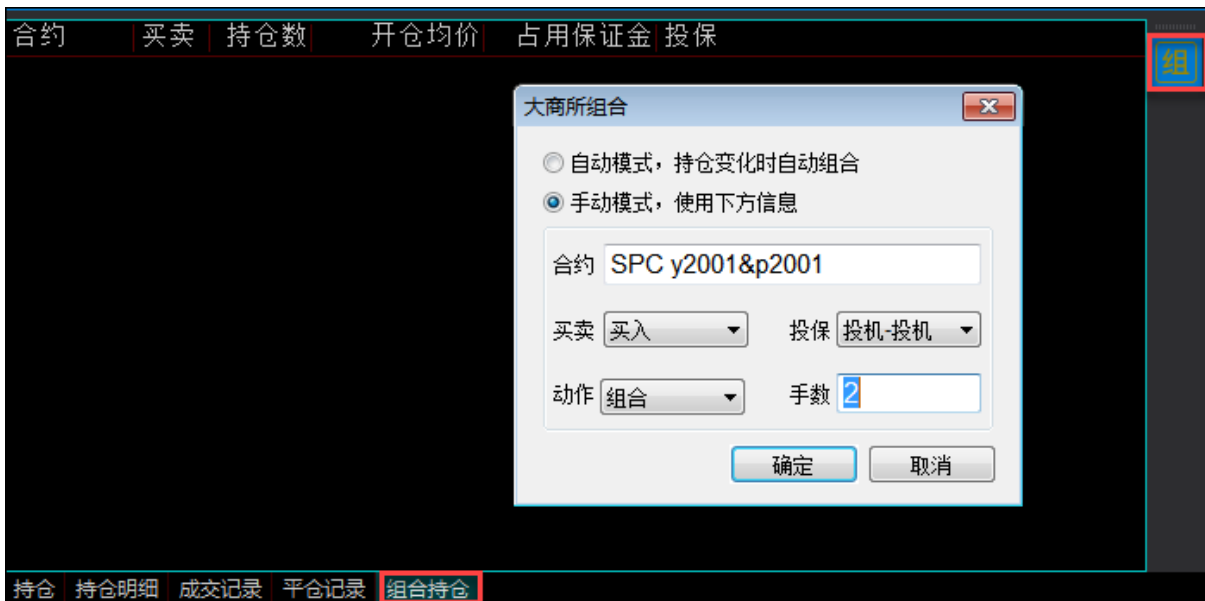 合约 买卖 持仓数 开仓均价 占用保证金 投保
组
大商所组合
自动模式，持仓变化时自动组合
手动模式，使用下方信息
合约 SPC y2001&p2001
买卖 买入 投保 投机-投机
动作 组合 手数 2
确定 取消
持仓 持仓明细 成交记录 平仓记录 组合持仓